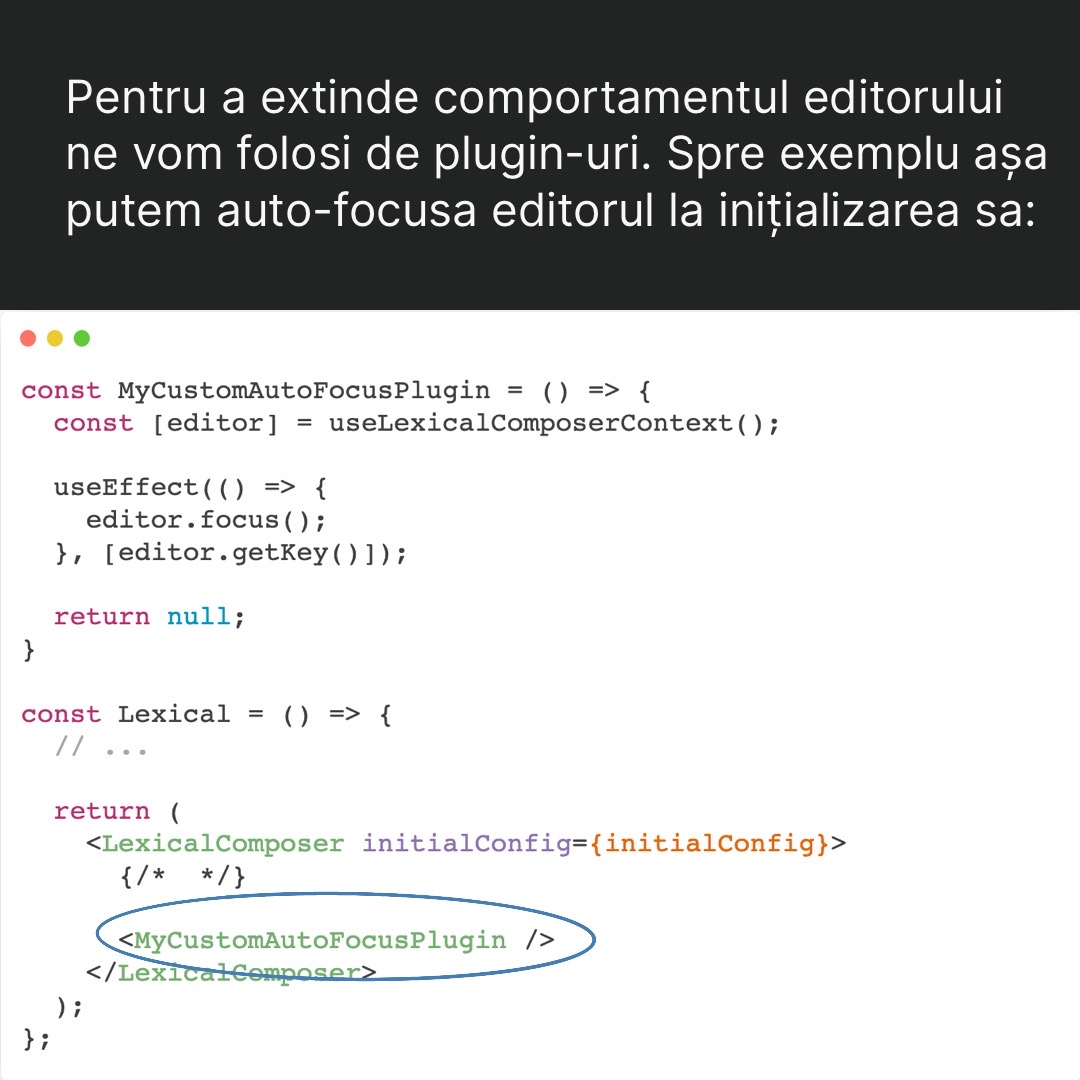 Pentru a extinde comportamentul editorului
ne vom folosi de plugin-uri. Spre exemplu așa
putem auto-focusa editorul la inițializarea sa:
const MyCustomAutoFocusPlugin = () => {
  const [editor] = useLexicalComposerContext();
  useEffect(() => {
    editor.focus();
  }, [editor.getKey()]);
  return null;
}
const Lexical = () => {
  // ...
  return (
    <LexicalComposer initialConfig={initialConfig}>
      {/*  */}
      <MyCustomAutoFocusPlugin />
    </LexicalComposer>
  );
};